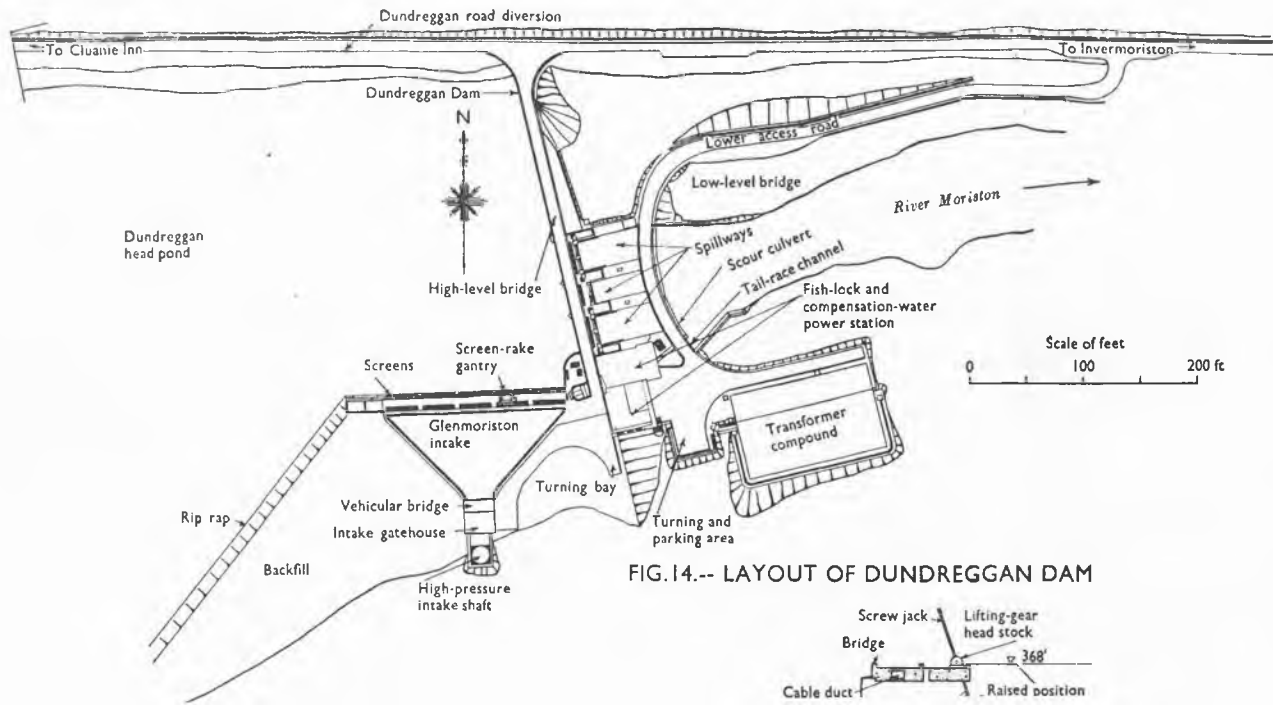 Dundreggan road diversion
To Cluanie Inn
To Invermoriston
Dundreggan Dam
N
Lower access road
Low-level bridge
River Moriston
Dundreggan
head pond
Spillways
Scour culvert
Tail-race channel
High-level bridge
Fish-lock and
compensation-water
power station
Screen-rake
gantry
Screens
Scale of feet
0 100 200 ft
Glenmoriston
intake
Transformer
compound
Turning bay
Vehicular bridge
Rip rap
Intake gatehouse
Turning and
parking area
Backfill
High-pressure
intake shaft
FIG.14.-- LAYOUT OF DUNDREGGAN DAM
Screw jack
Lifting-gear
head stock
Bridge
368'
Cable duct
Raised position